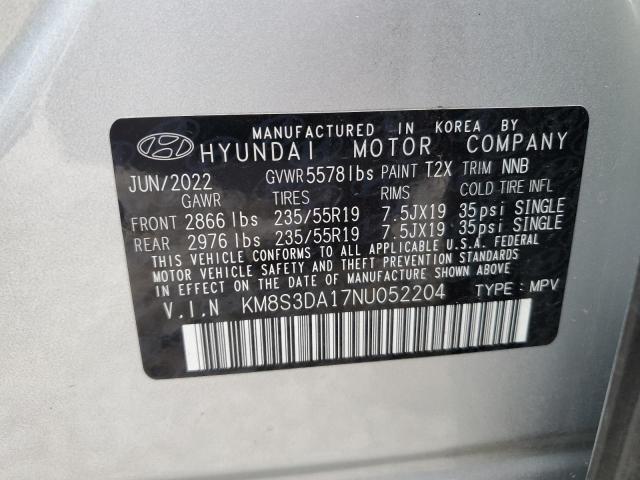 MANUFACTURED IN KOREA BY
HYUNDAI MOTOR COMPANY
JUN/2022 GVWR 5578 lbs PAINT T2X TRIM NNB
GAWR TIRES RIMS COLD TIRE INFL
FRONT 2866 lbs 235/55R19 7.5JX19 35psi SINGLE
REAR 2976 lbs 235/55R19 7.5JX19 35psi SINGLE
THIS VEHICLE CONFORMS TO ALL APPLICABLE U.S.A. FEDERAL
MOTOR VEHICLE SAFETY AND THEFT PREVENTION STANDARDS
IN EFFECT ON THE DATE OF MANUFACTURE SHOWN ABOVE.
V.I.N KM8S3DA17NU052204 TYPE : MPV